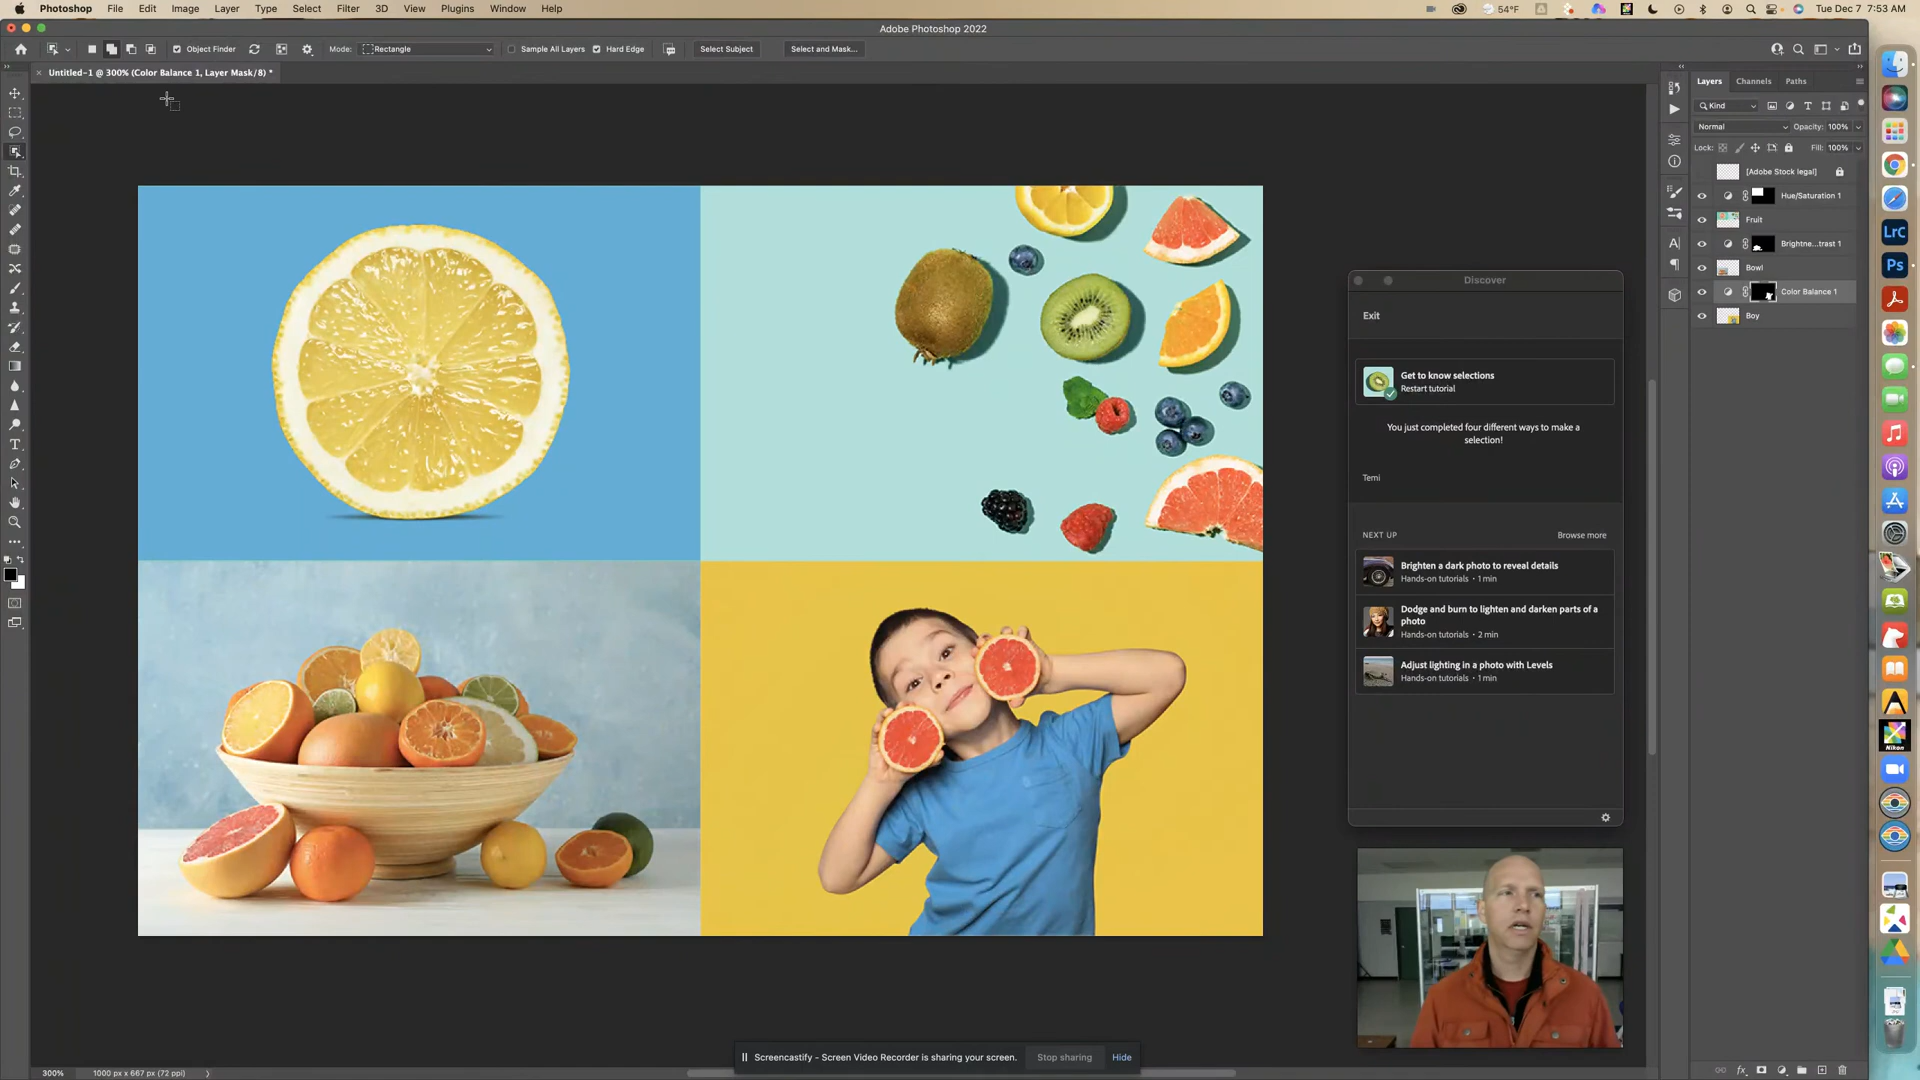 Photoshop File Edit Image Layer Type Select Filter 3D View Plugins Window Help 54°F Tue Dec 7 7:53 AM
Adobe Photoshop 2022
Object Finder Mode: Rectangle Sample All Layers Hard Edge Select Subject Select and Mask...
Untitled-1 @ 300% (Color Balance 1, Layer Mask/8) *
Layers Channels Paths
Kind
Normal Opacity: 100%
Lock: Fill: 100%
[Adobe Stock legal]
Hue/Saturation 1
Fruit
Brightne...trast 1
Bowl
Color Balance 1
Boy
Discover
Exit
Get to know selections
Restart tutorial
You just completed four different ways to make a
selection!
Temi
NEXT UP Browse more
Brighten a dark photo to reveal details
Hands-on tutorials • 1 min
Dodge and burn to lighten and darken parts of a
photo
Hands-on tutorials • 2 min
Adjust lighting in a photo with Levels
Hands-on tutorials • 1 min
LrC
Ps
Nikon
Screencastify - Screen Video Recorder is sharing your screen. Stop sharing Hide
300% 1000 px x 667 px (72 ppi)